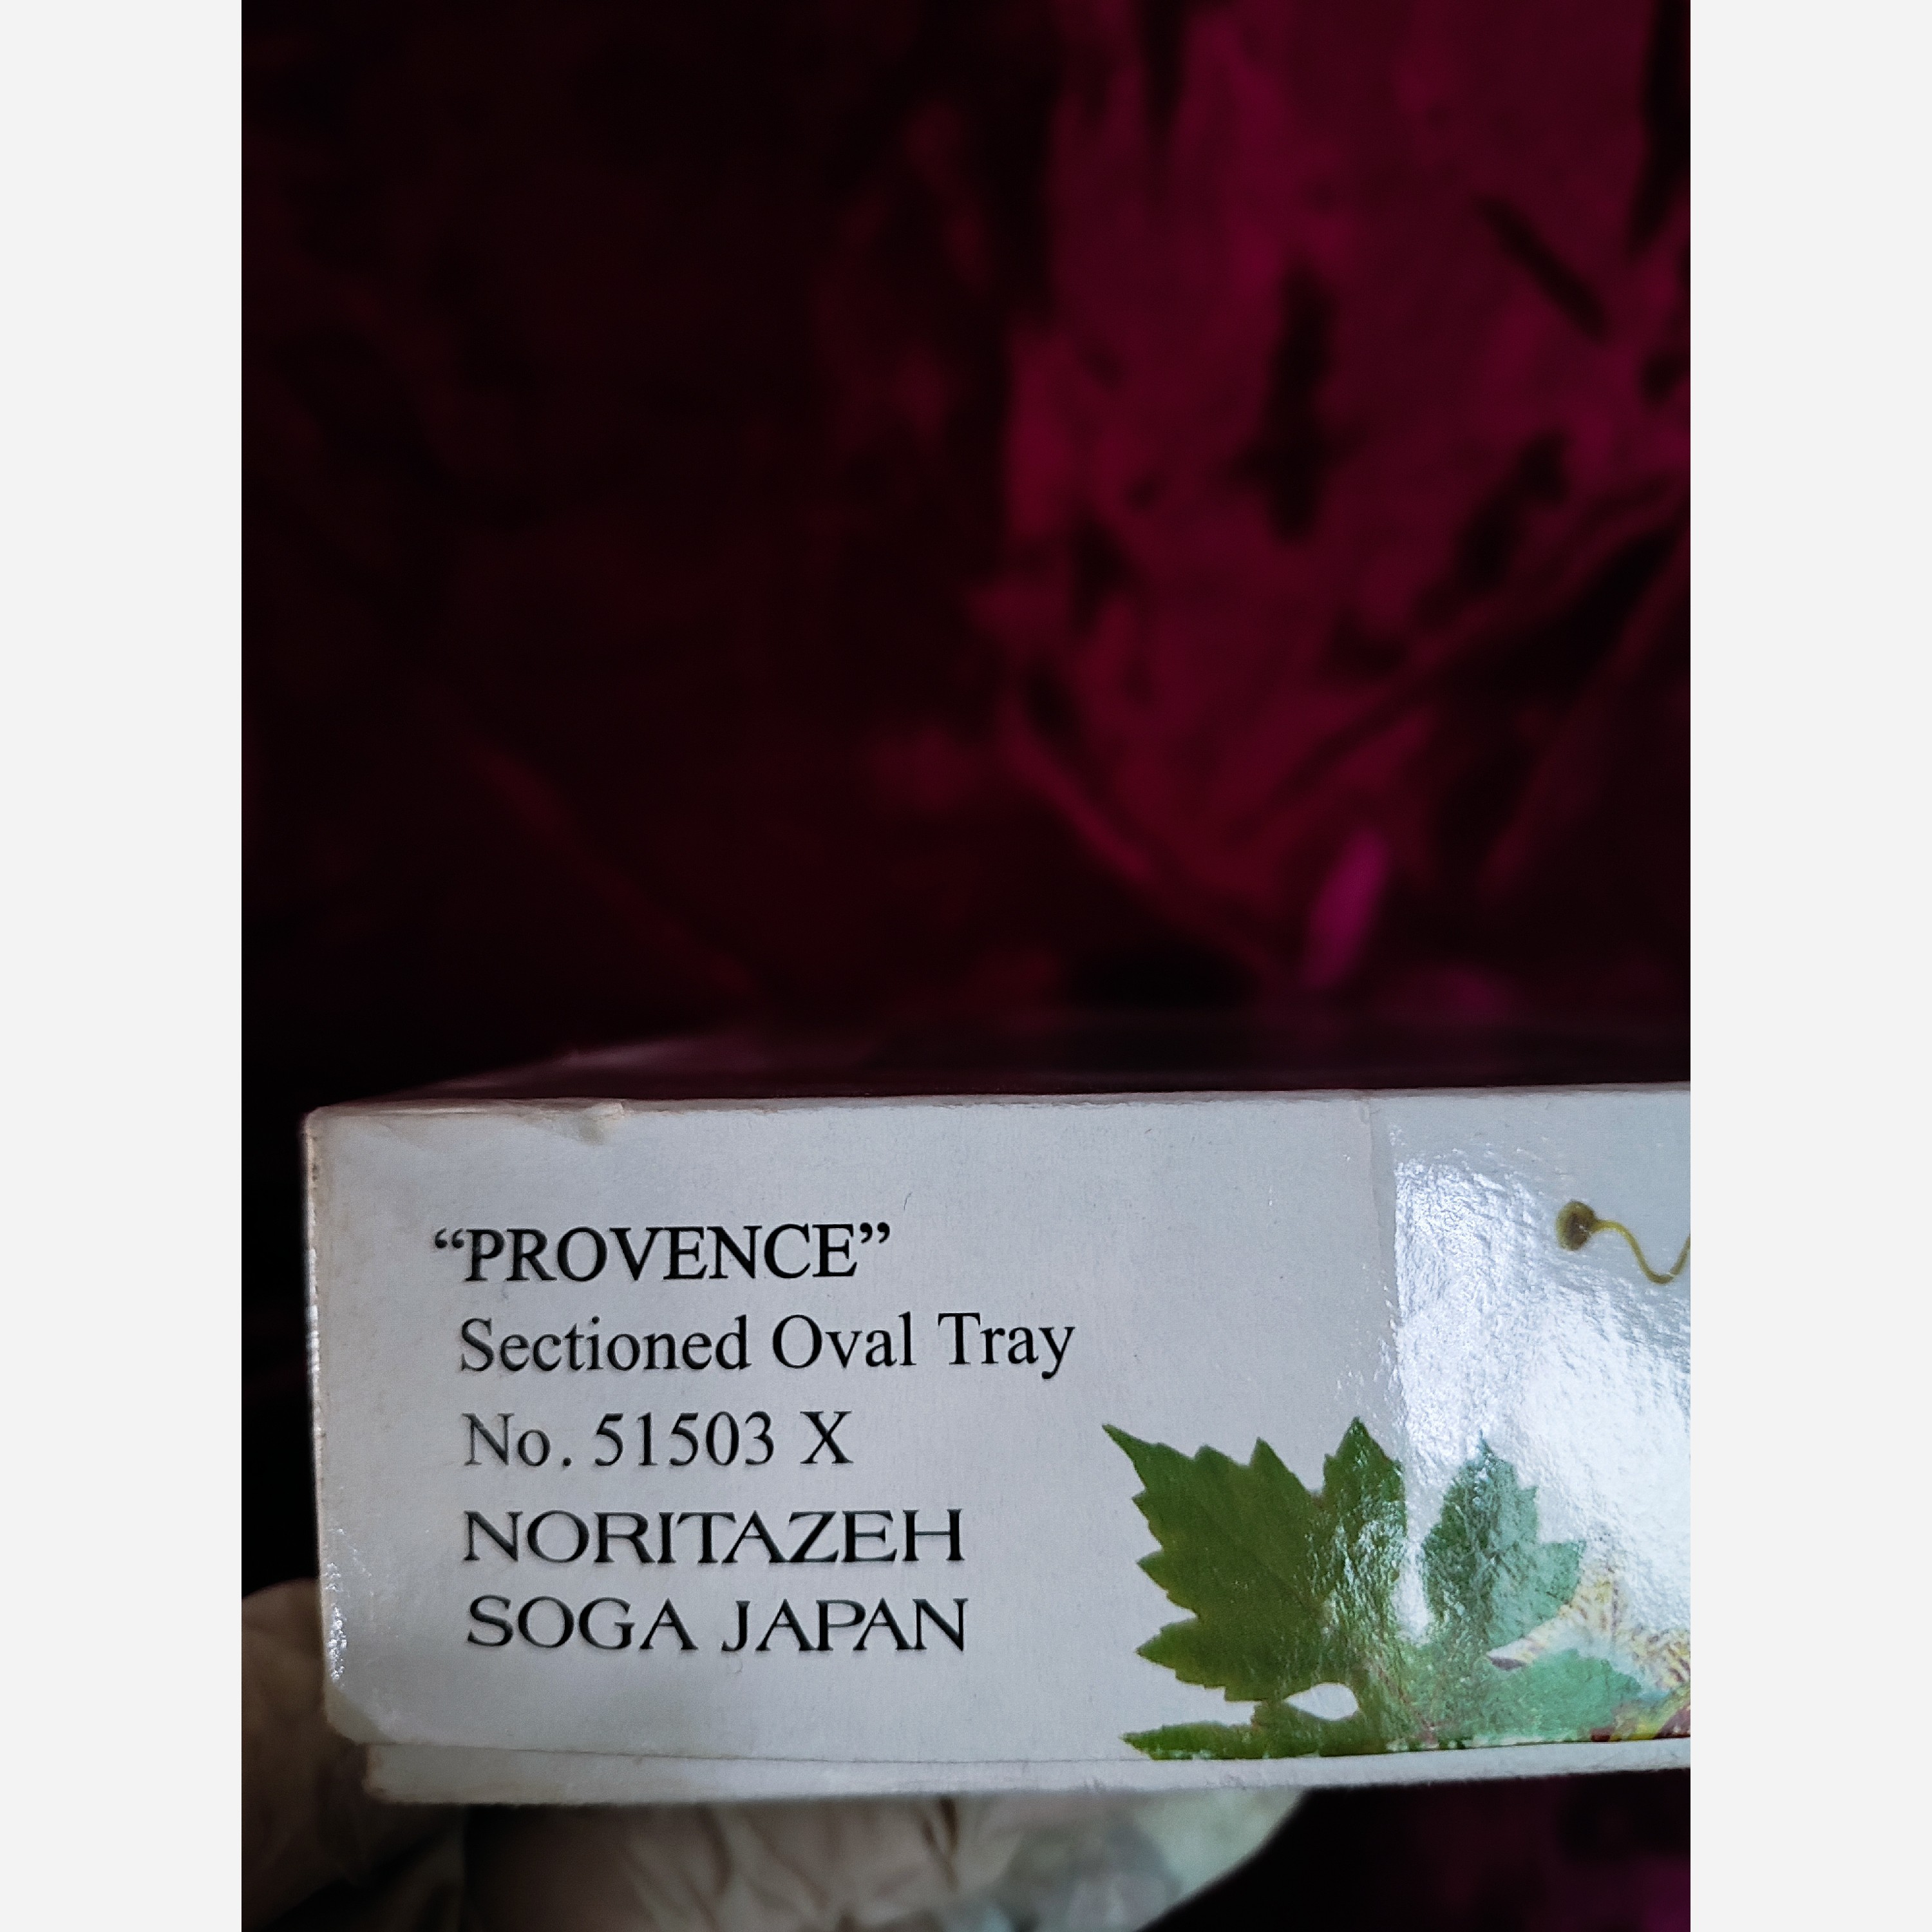 “PROVENCE”
Sectioned Oval Tray
No. 51503 X
NORITAZEH
SOGA JAPAN